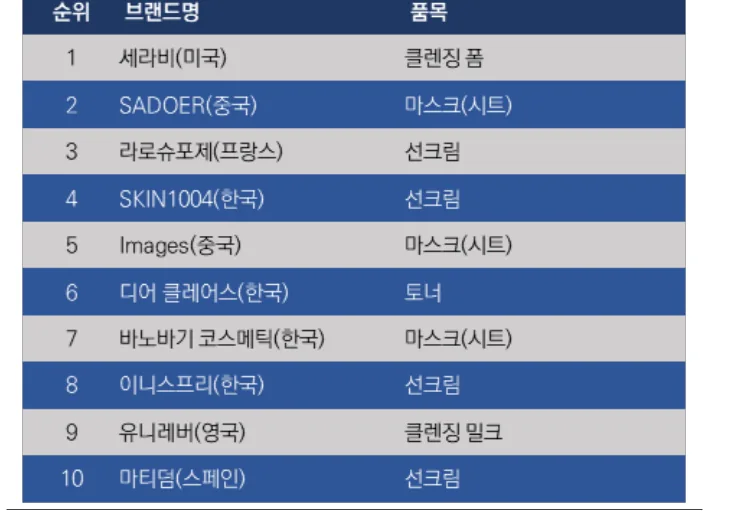 순위 브랜드명 품목
1 세라비(미국) 클렌징 폼
2 SADOER(중국) 마스크(시트)
3 라로슈포제(프랑스) 선크림
4 SKIN1004(한국) 선크림
5 Images(중국) 마스크(시트)
6 디어 클레어스(한국) 토너
7 바노바기 코스메틱(한국) 마스크(시트)
8 이니스프리(한국) 선크림
9 유니레버(영국) 클렌징 밀크
10 마티덤(스페인) 선크림